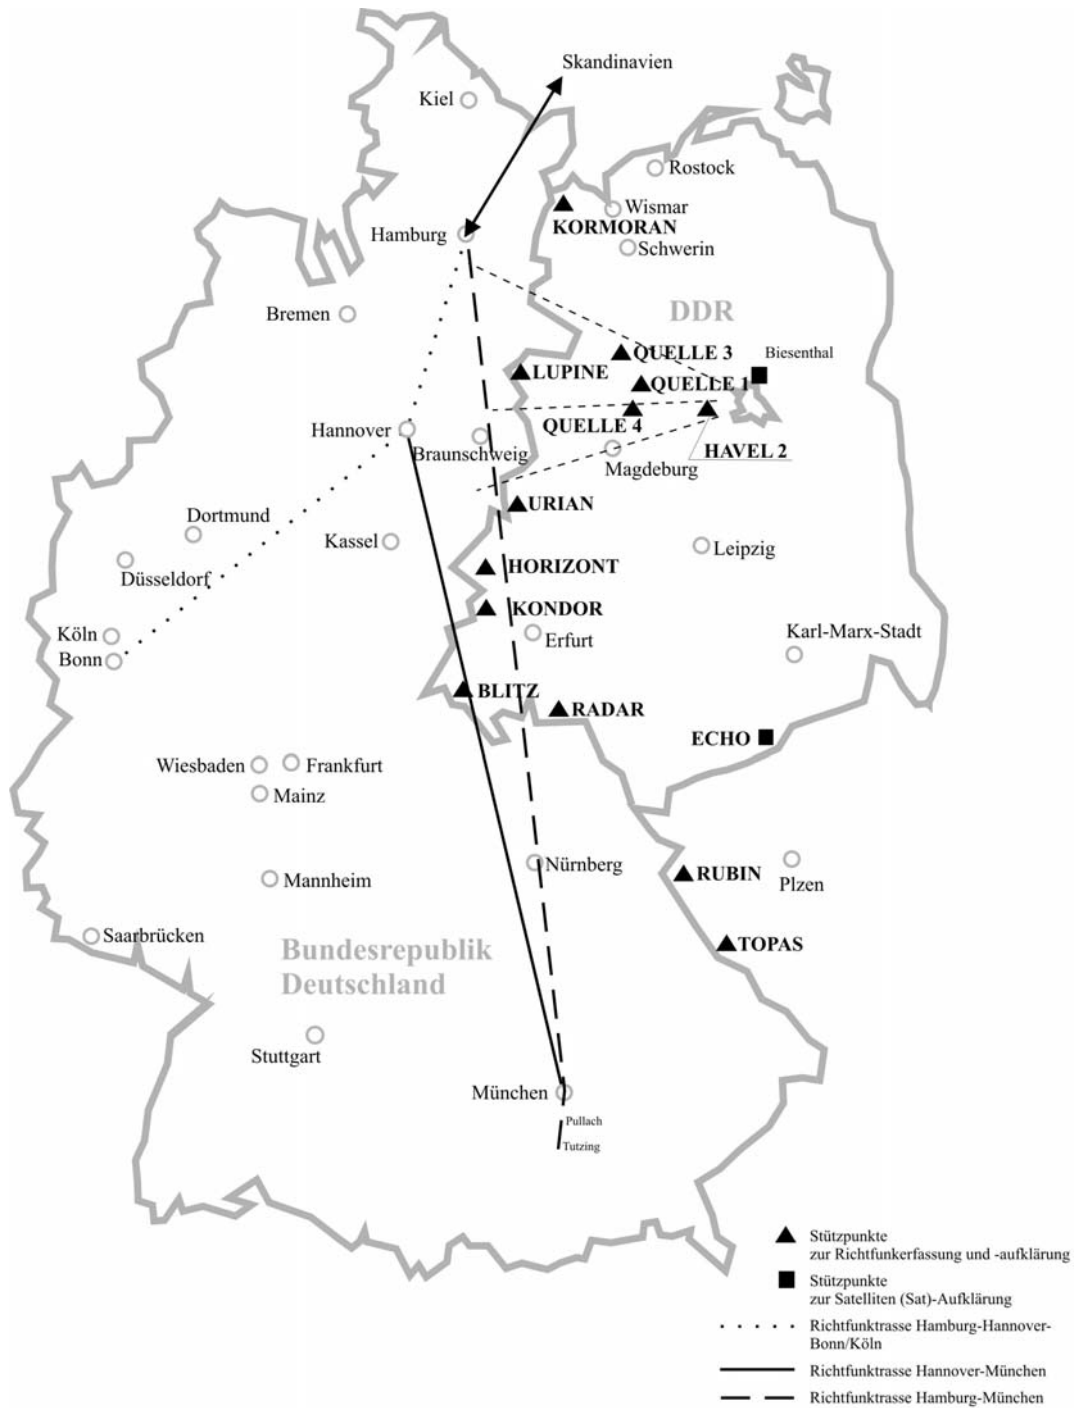 Skandinavien
Kiel
Rostock
Wismar
KORMORAN
Hamburg
Schwerin
Bremen
DDR
QUELLE 3
Biesenthal
LUPINE
QUELLE 1
QUELLE 4
Hannover
Braunschweig
HAVEL 2
Magdeburg
URIAN
Dortmund
Kassel
Leipzig
HORIZONT
Düsseldorf
KONDOR
Köln
Erfurt
Karl-Marx-Stadt
Bonn
BLITZ
RADAR
ECHO
Wiesbaden
Frankfurt
Mainz
Nürnberg
RUBIN
Plzen
Mannheim
Saarbrücken
TOPAS
Bundesrepublik
Deutschland
Stuttgart
München
Pullach
Tutzing
Stützpunkte
zur Richtfunkerfassung und -aufklärung
Stützpunkte
zur Satelliten (Sat)-Aufklärung
Richtfunktrasse Hamburg-Hannover-
Bonn/Köln
Richtfunktrasse Hannover-München
Richtfunktrasse Hamburg-München